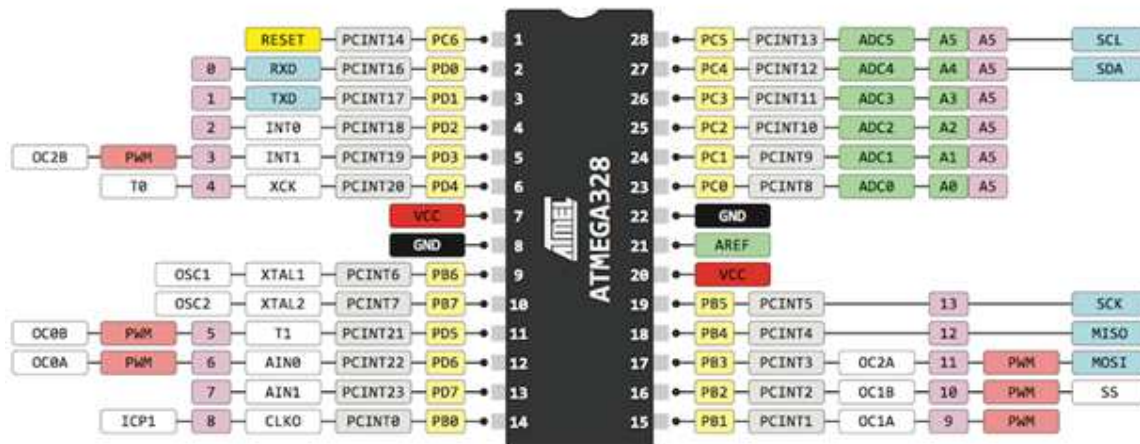 RESET PCINT14 PC6 1 28 PC5 PCINT13 ADC5 A5 A5 SCL
0 RXD PCINT16 PD0 2 27 PC4 PCINT12 ADC4 A4 A5 SDA
1 TXD PCINT17 PD1 3 26 PC3 PCINT11 ADC3 A3 A5
2 INT0 PCINT18 PD2 4 25 PC2 PCINT10 ADC2 A2 A5
OC2B PWM 3 INT1 PCINT19 PD3 5 24 PC1 PCINT9 ADC1 A1 A5
T0 4 XCK PCINT20 PD4 6 23 PC0 PCINT8 ADC0 A0 A5
VCC 7 22 GND
GND 8 21 AREF
OSC1 XTAL1 PCINT6 PB6 9 20 VCC
OSC2 XTAL2 PCINT7 PB7 10 19 PB5 PCINT5 13 SCK
OC0B PWM 5 T1 PCINT21 PD5 11 18 PB4 PCINT4 12 MISO
OC0A PWM 6 AIN0 PCINT22 PD6 12 17 PB3 PCINT3 OC2A 11 PWM MOSI
7 AIN1 PCINT23 PD7 13 16 PB2 PCINT2 OC1B 10 PWM SS
ICP1 8 CLKO PCINT0 PB0 14 15 PB1 PCINT1 OC1A 9 PWM
ATMEL
ATMEGA328